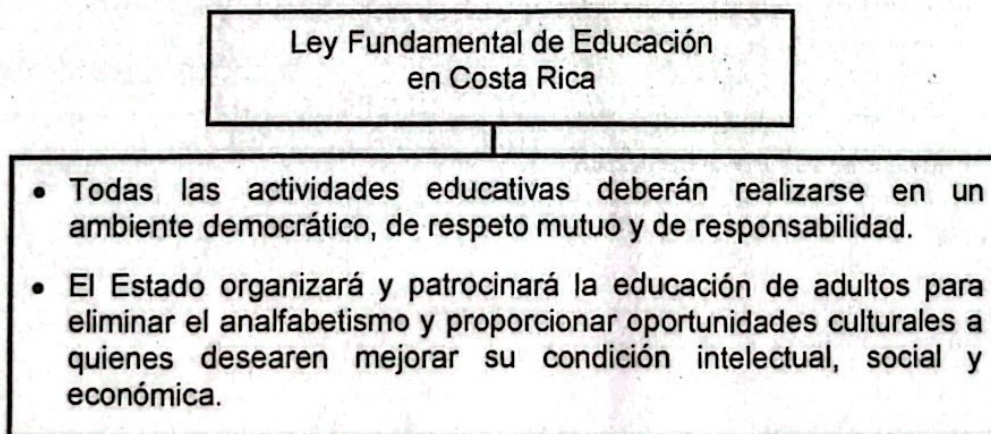 Ley Fundamental de Educación
en Costa Rica
• Todas las actividades educativas deberán realizarse en un
ambiente democrático, de respeto mutuo y de responsabilidad.
• El Estado organizará y patrocinará la educación de adultos para
eliminar el analfabetismo y proporcionar oportunidades culturales a
quienes desearen mejorar su condición intelectual, social y
económica.